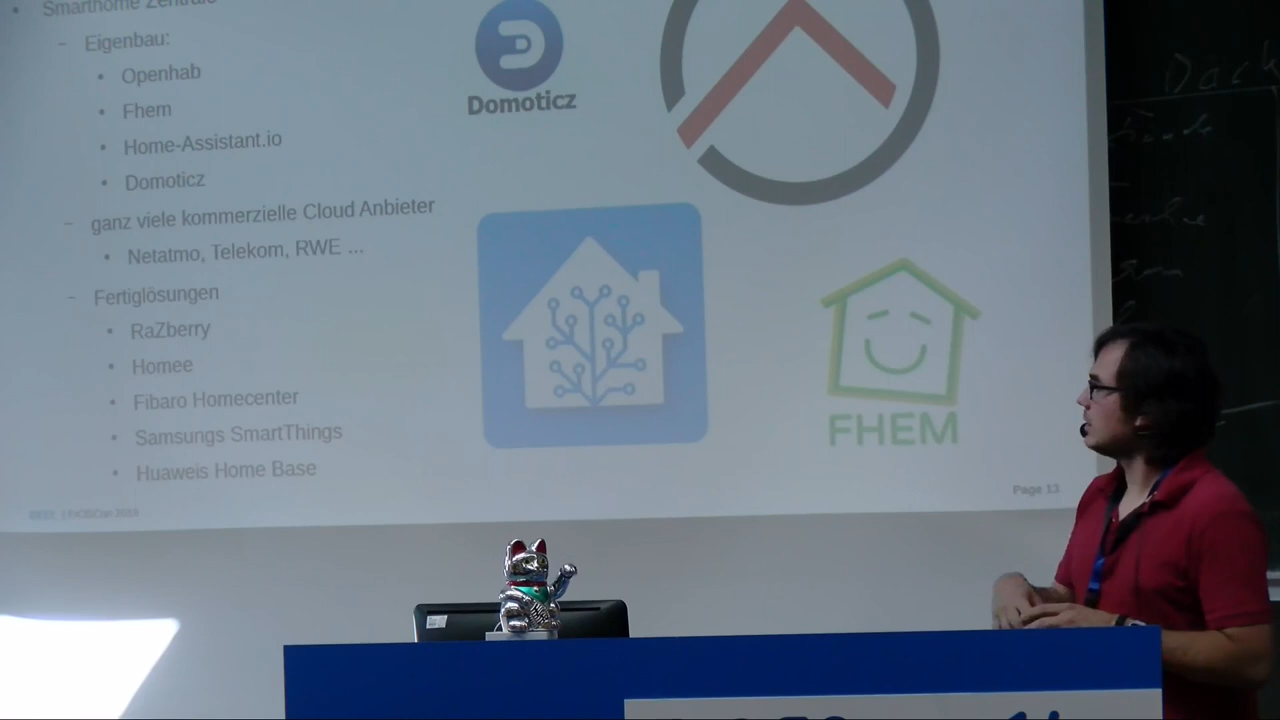 Smarthome Zentrale
Eigenbau:
Openhab
Fhem
Home-Assistant.io
Domoticz
ganz viele kommerzielle Cloud Anbieter
Netatmo, Telekom, RWE ...
Fertiglösungen
RaZberry
Homee
Fibaro Homecenter
Samsungs SmartThings
Huaweis Home Base
Domoticz
FHEM
Page 13